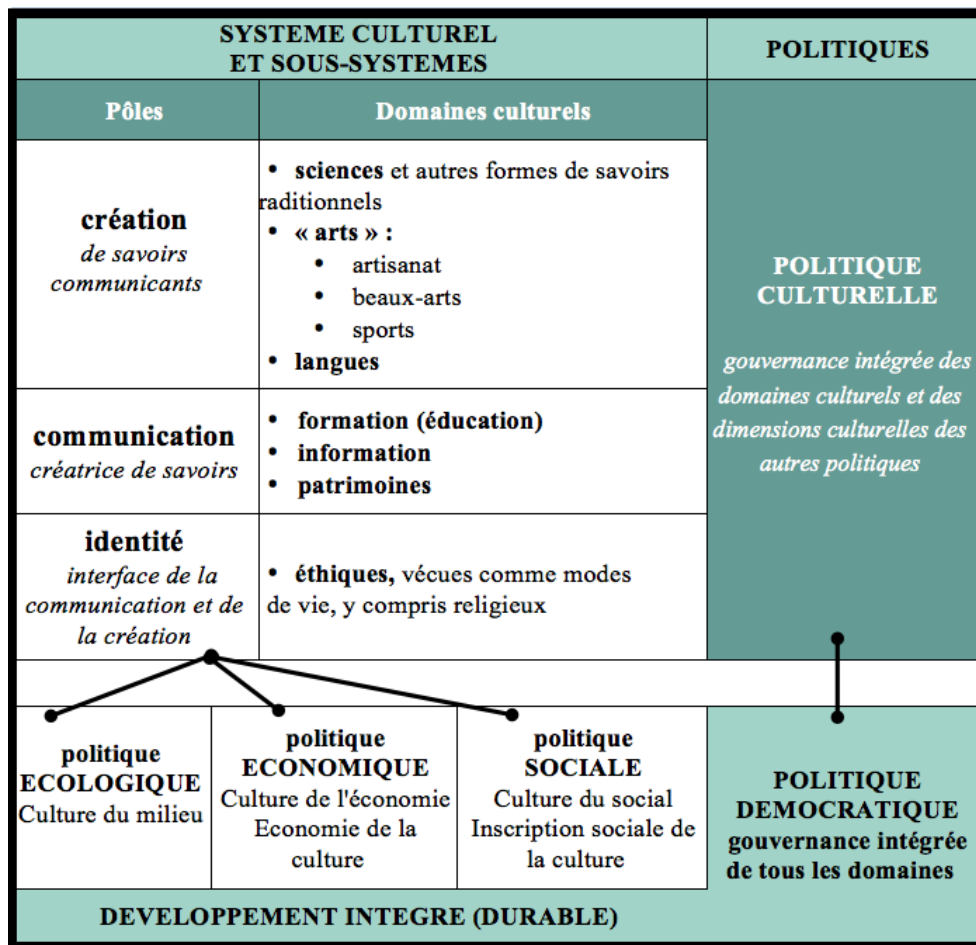 SYSTEME CULTUREL
ET SOUS-SYSTEMES
POLITIQUES
Pôles
Domaines culturels
création
de savoirs
communicants
• sciences et autres formes de savoirs
raditionnels
• « arts » :
• artisanat
• beaux-arts
• sports
• langues
POLITIQUE
CULTURELLE
gouvernance intégrée des
domaines culturels et des
dimensions culturelles des
autres politiques
communication
créatrice de savoirs
• formation (éducation)
• information
• patrimoines
identité
interface de la
communication et de
la création
• éthiques, vécues comme modes
de vie, y compris religieux
politique
ECOLOGIQUE
Culture du milieu
politique
ECONOMIQUE
Culture de l'économie
Economie de la
culture
politique
SOCIALE
Culture du social
Inscription sociale de
la culture
POLITIQUE
DEMOCRATIQUE
gouvernance intégrée
de tous les domaines
DEVELOPPEMENT INTEGRE (DURABLE)